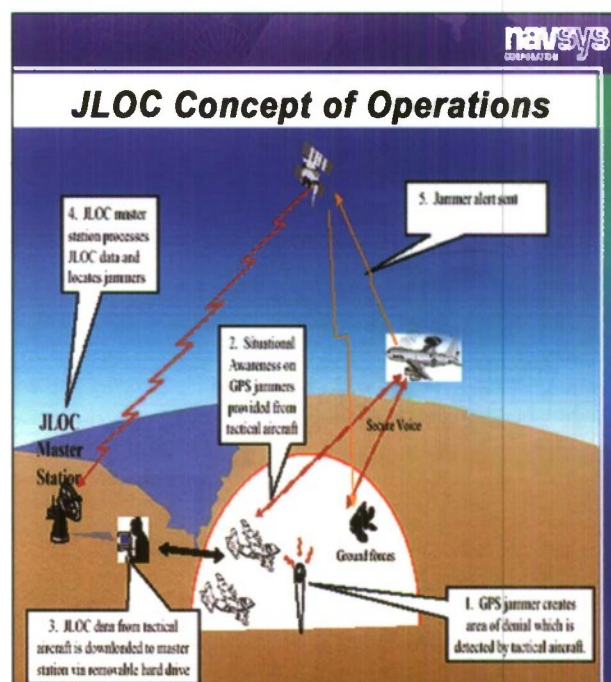 navsys
CORPORATION
JLOC Concept of Operations
4. JLOC master
station processes
JLOC data and
locates jammers
5. Jammer alert sent
2. Situational
Awareness on
GPS jammers
provided from
tactical aircraft
JLOC
Master
Station
Secure Voice
Ground forces
3. JLOC data from tactical
aircraft is downloaded to master
station via removable hard drive
1. GPS jammer creates
area of denial which is
detected by tactical aircraft.